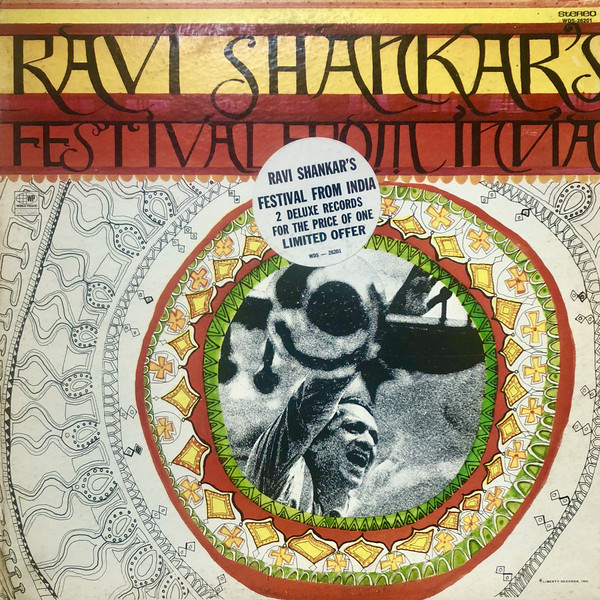 STEREO
WDS-26201
RAVI SHANKAR'S
FESTIVAL FROM INDIA
WP
RAVI SHANKAR'S
FESTIVAL FROM INDIA
2 DELUXE RECORDS
FOR THE PRICE OF ONE
LIMITED OFFER
WDS — 26201
© LIBERTY RECORDS, INC.